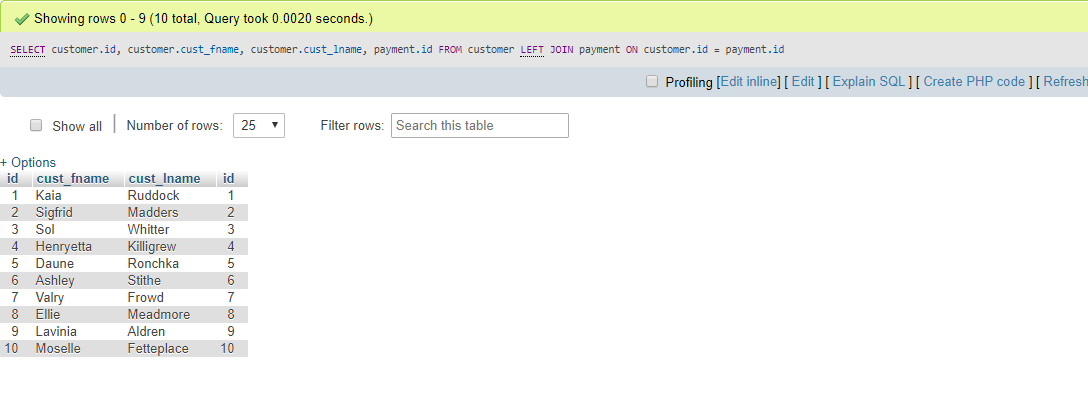 Showing rows 0 - 9 (10 total, Query took 0.0020 seconds.)
SELECT customer.id, customer.cust_fname, customer.cust_lname, payment.id FROM customer LEFT JOIN payment ON customer.id = payment.id
Profiling [Edit inline] [ Edit ] [ Explain SQL ] [ Create PHP code ] [ Refresh
Show all | Number of rows: 25 Filter rows: Search this table
+ Options
id cust_fname cust_lname id
1 Kaia Ruddock 1
2 Sigfrid Madders 2
3 Sol Whitter 3
4 Henryetta Killigrew 4
5 Daune Ronchka 5
6 Ashley Stithe 6
7 Valry Frowd 7
8 Ellie Meadmore 8
9 Lavinia Aldren 9
10 Moselle Fetteplace 10